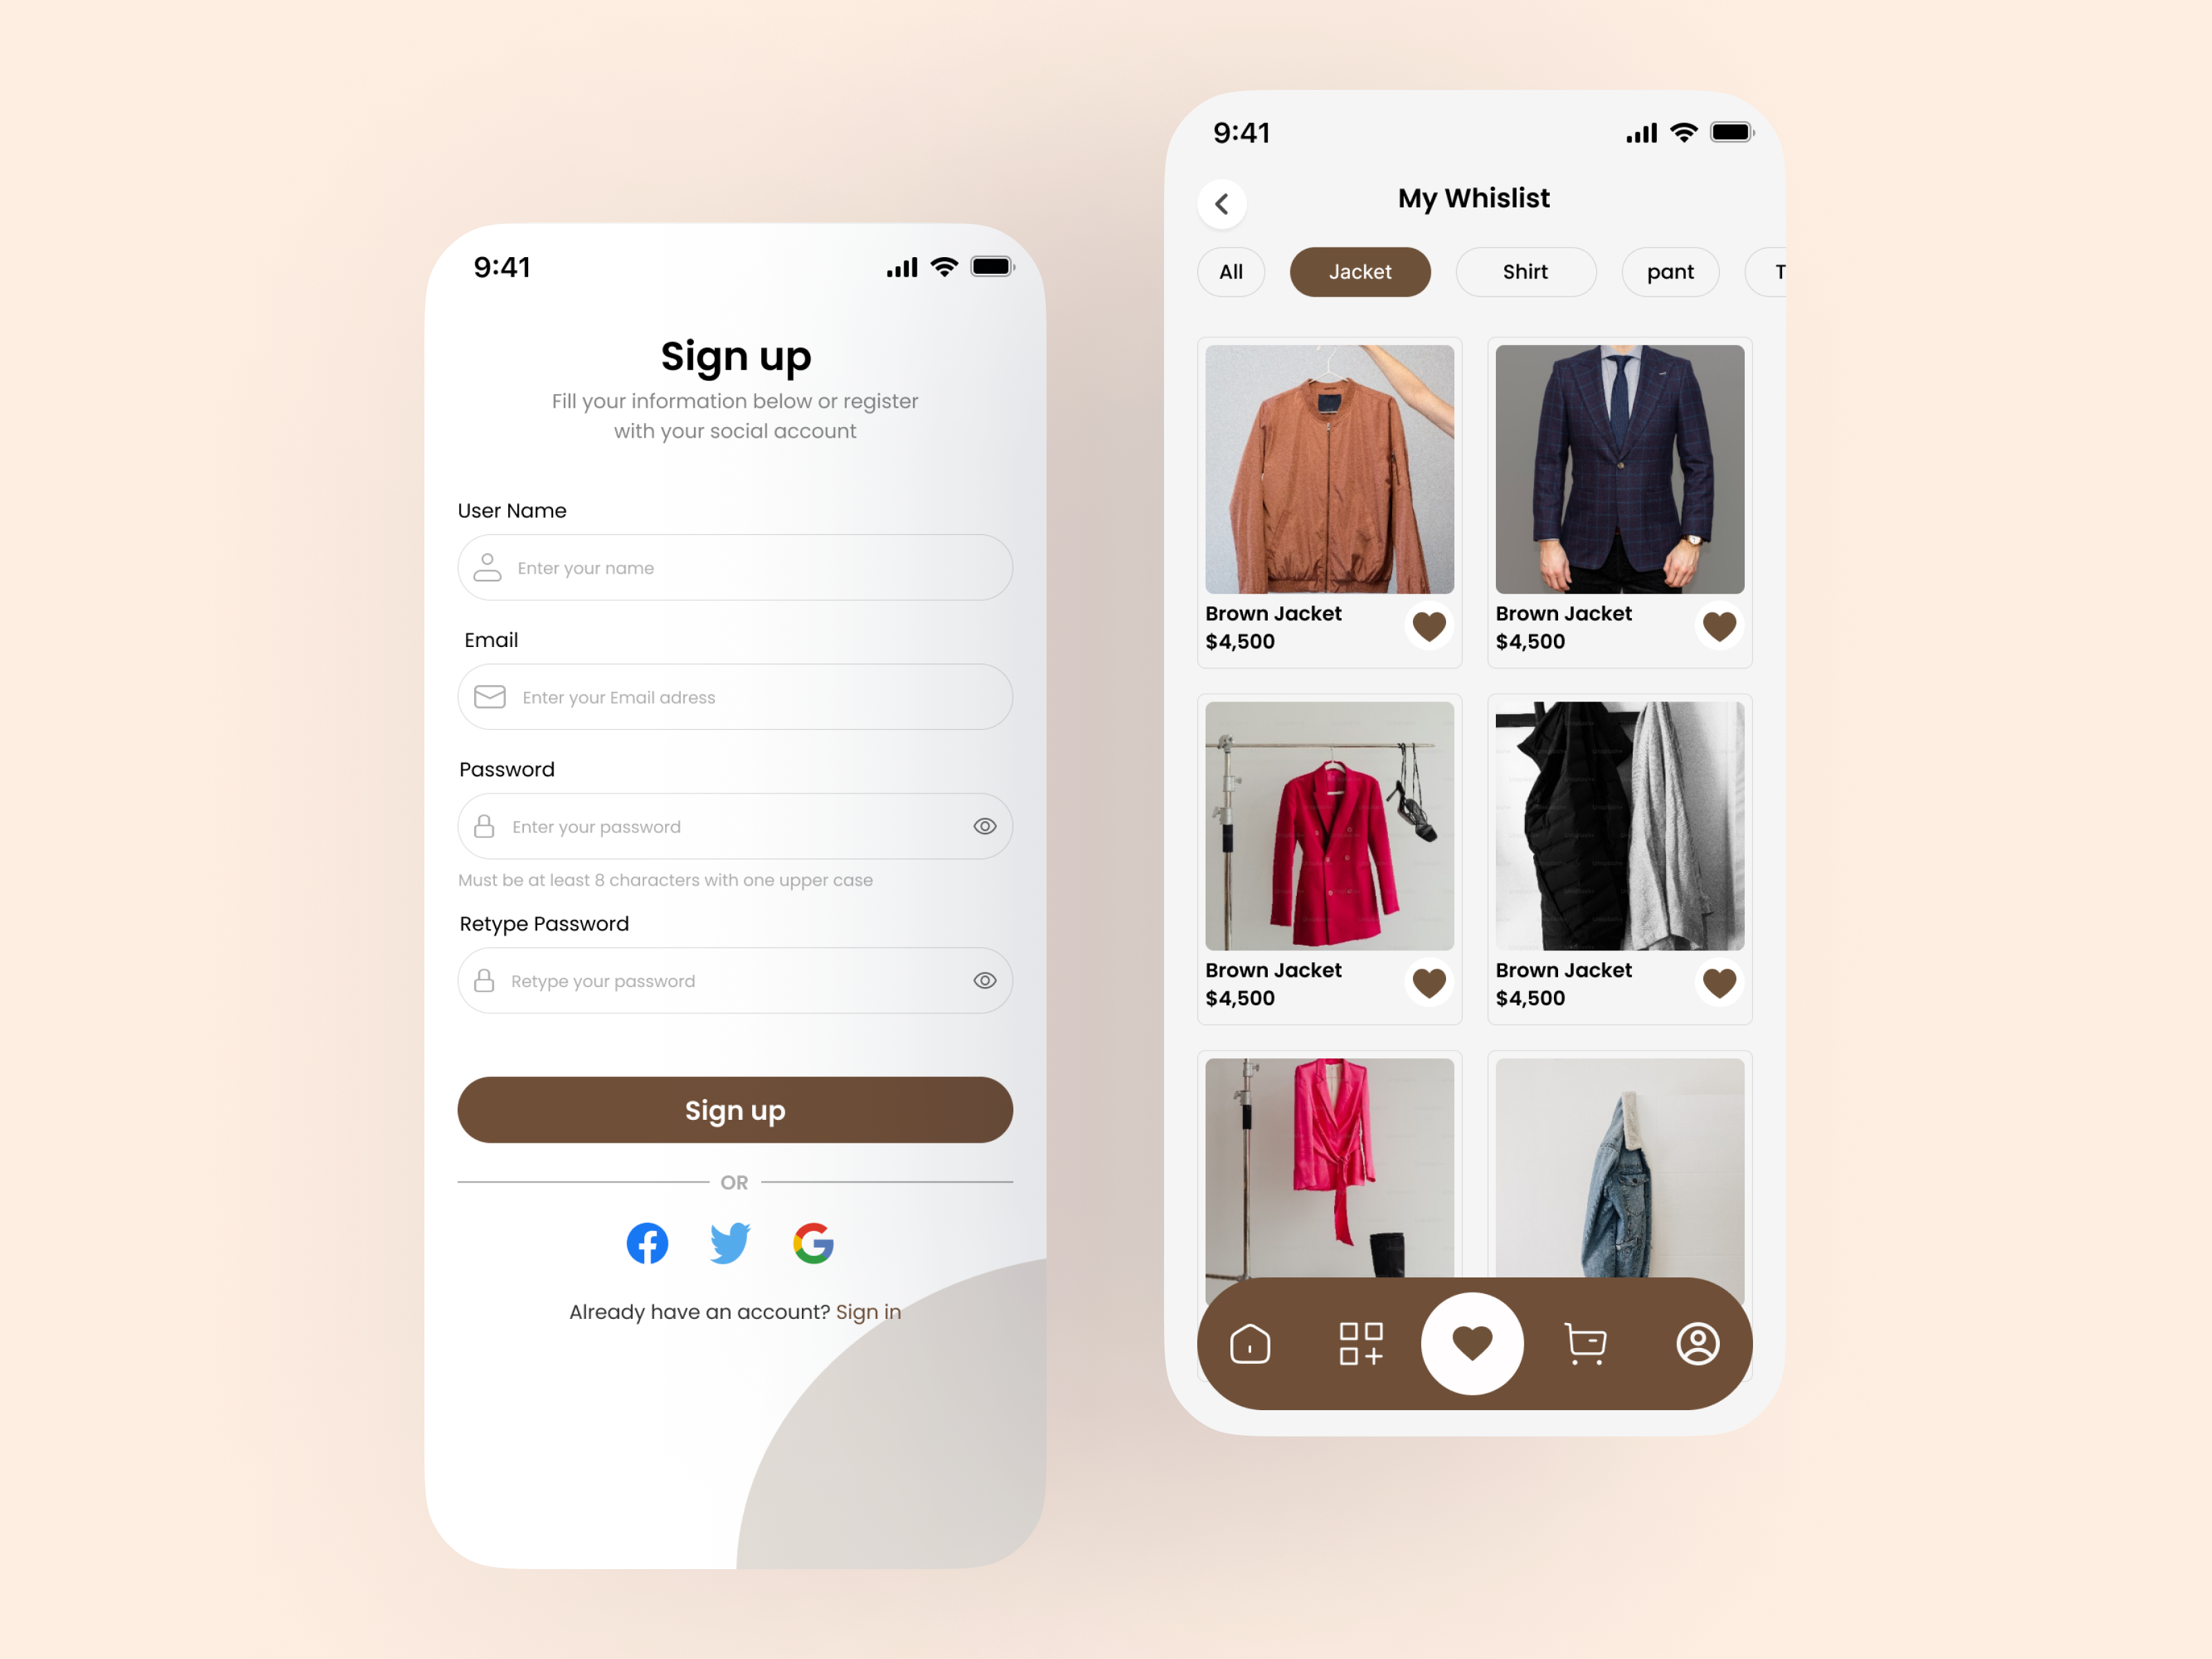 9:41
Sign up
Fill your information below or register
with your social account
User Name
Enter your name
Email
Enter your Email adress
Password
Enter your password
Must be at least 8 characters with one upper case
Retype Password
Retype your password
Sign up
OR
Already have an account? Sign in
9:41
My Whislist
All Jacket Shirt pant T
Brown Jacket
$4,500
Brown Jacket
$4,500
Brown Jacket
$4,500
Brown Jacket
$4,500